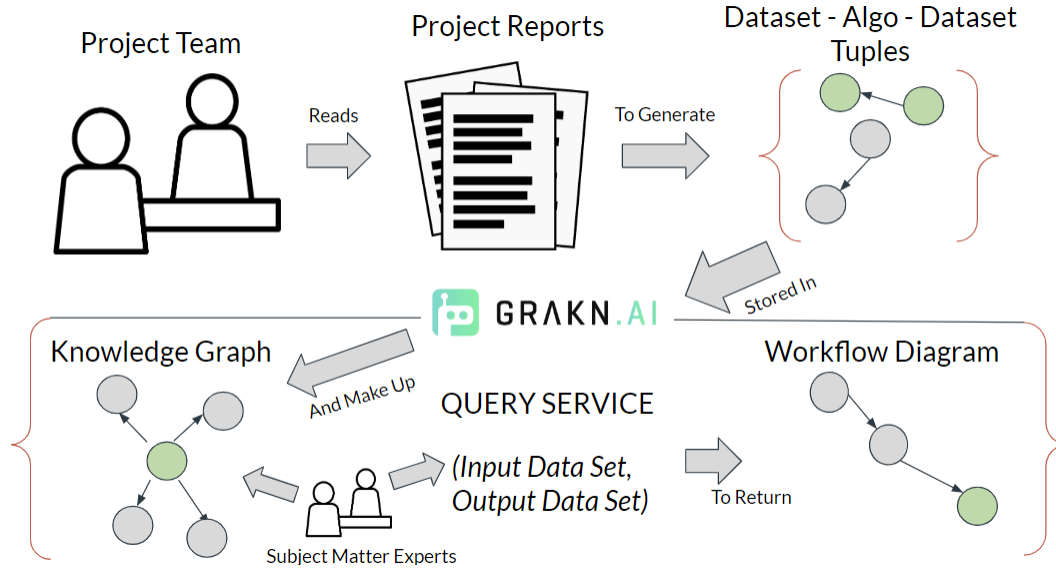 Project Team
Project Reports
Dataset - Algo - Dataset
Tuples
Reads
To Generate
Stored In
GRAKN.AI
Knowledge Graph
And Make Up
QUERY SERVICE
(Input Data Set,
Output Data Set)
Workflow Diagram
To Return
Subject Matter Experts